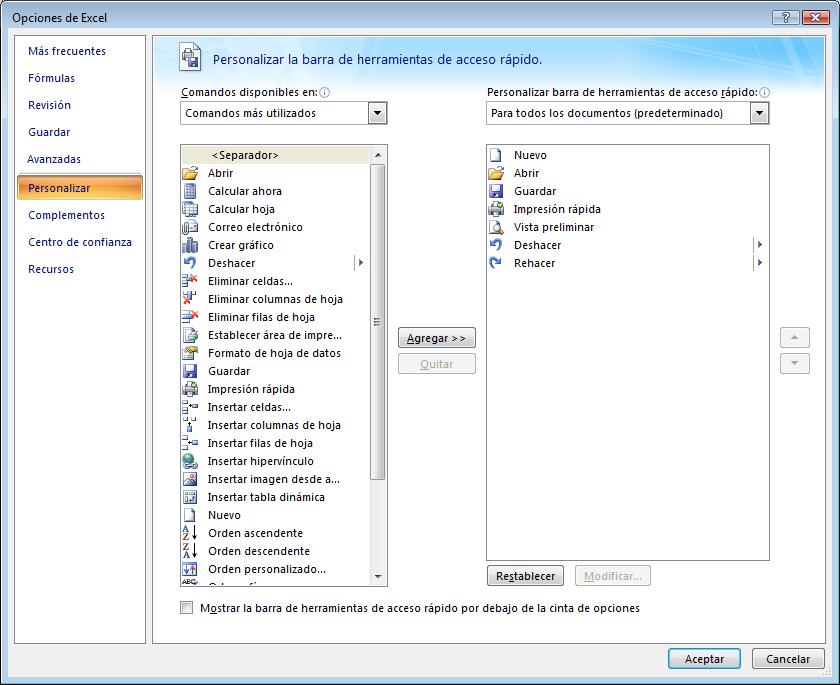 Opciones de Excel
Más frecuentes
Fórmulas
Revisión
Guardar
Avanzadas
Personalizar
Complementos
Centro de confianza
Recursos
Personalizar la barra de herramientas de acceso rápido.
Comandos disponibles en:
Comandos más utilizados
<Separador>
Abrir
Calcular ahora
Calcular hoja
Correo electrónico
Crear gráfico
Deshacer
Eliminar celdas...
Eliminar columnas de hoja
Eliminar filas de hoja
Establecer área de impre...
Formato de hoja de datos
Guardar
Impresión rápida
Insertar celdas...
Insertar columnas de hoja
Insertar filas de hoja
Insertar hipervínculo
Insertar imagen desde a...
Insertar tabla dinámica
Nuevo
Orden ascendente
Orden descendente
Orden personalizado...
Agregar >>
Quitar
Personalizar barra de herramientas de acceso rápido:
Para todos los documentos (predeterminado)
Nuevo
Abrir
Guardar
Impresión rápida
Vista preliminar
Deshacer
Rehacer
Restablecer
Modificar...
Mostrar la barra de herramientas de acceso rápido por debajo de la cinta de opciones
Aceptar
Cancelar